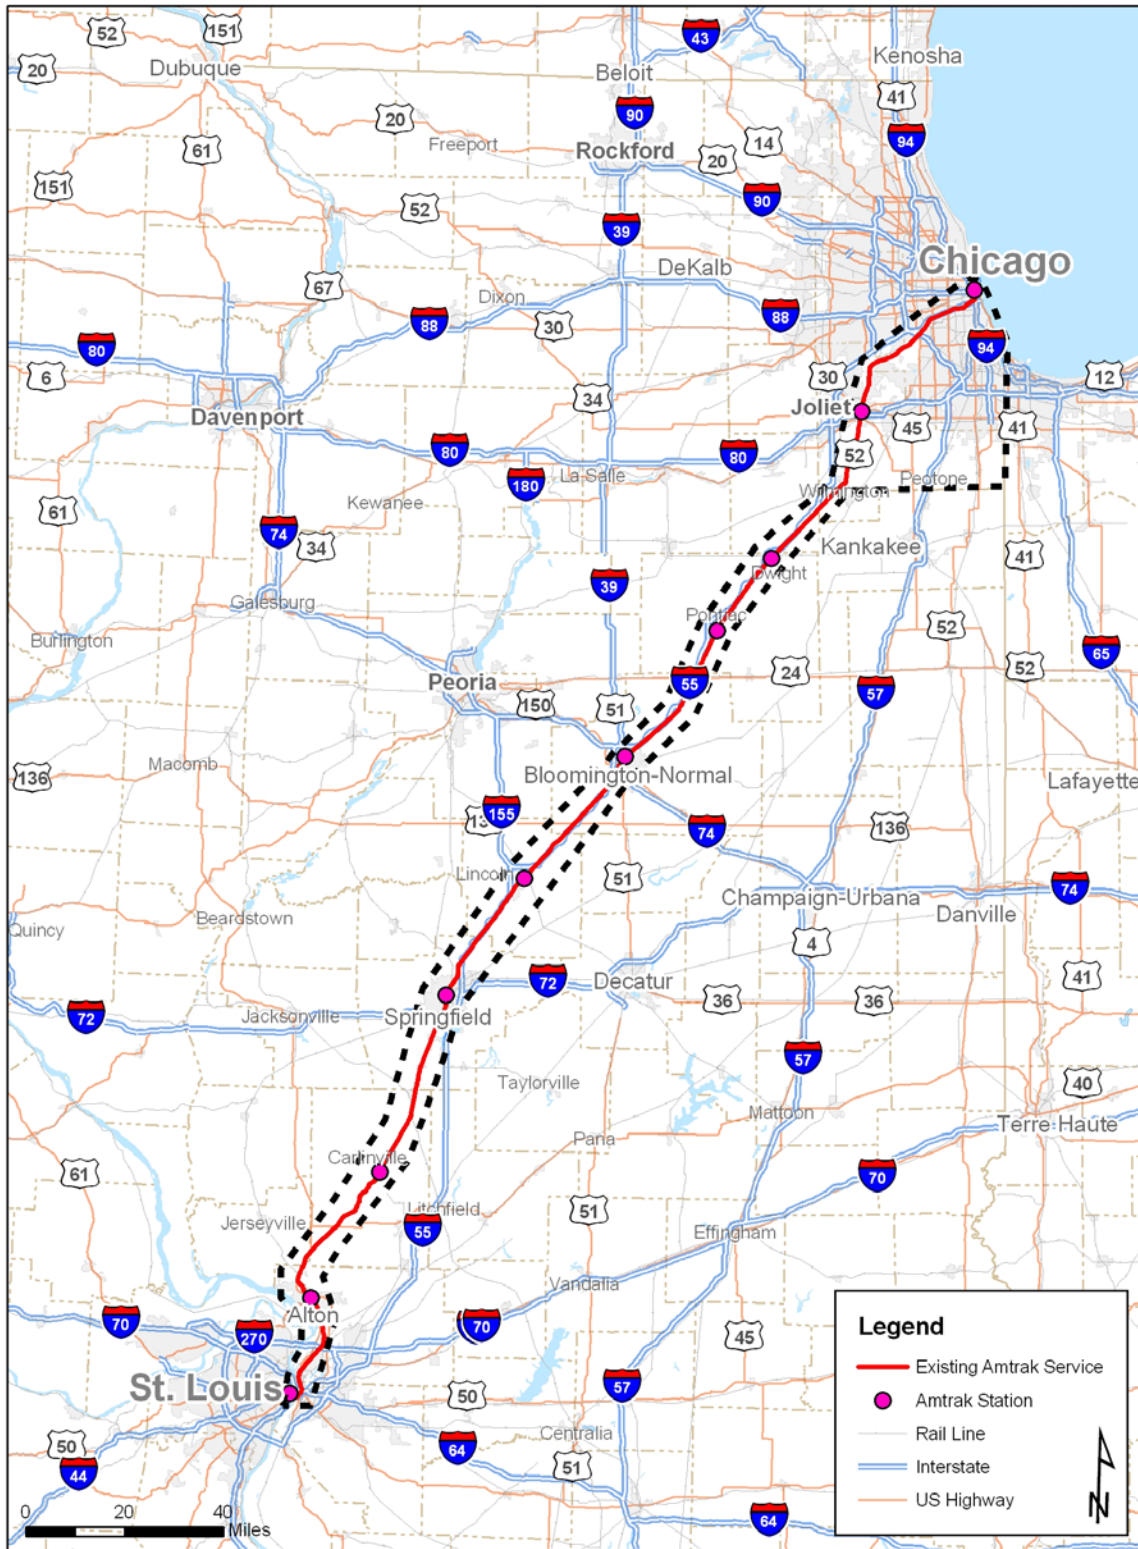 52
151
43
Kenosha
20
Dubuque
Beloit
41
90
20
14
94
61
Freeport
Rockford
20
151
52
90
39
Chicago
DeKalb
67
Dixon
88
30
88
94
80
6
30
12
34
Joliet
Davenport
45
41
80
52
80
180
La Salle
Peotone
Wilmington
Kewanee
61
74
34
Kankakee
41
Dwight
39
Galesburg
Pontiac
Burlington
52
65
24
52
Peoria
55
57
150
51
Macomb
136
Bloomington-Normal
Lafayette
155
13
74
136
Lincoln
51
74
Champaign-Urbana
Beardstown
Danville
Quincy
4
Decatur
41
72
36
36
72
Jacksonville
Springfield
57
Taylorville
40
Mattoon
Terre Haute
Pana
Carlinville
61
70
51
Litchfield
Jerseyville
55
Effingham
Vandalia
Alton
70
270
70
45
Legend
Existing Amtrak Service
St. Louis
57
50
Amtrak Station
Centralia
Rail Line
50
64
51
Interstate
44
US Highway
N
0 20 40
Miles
64